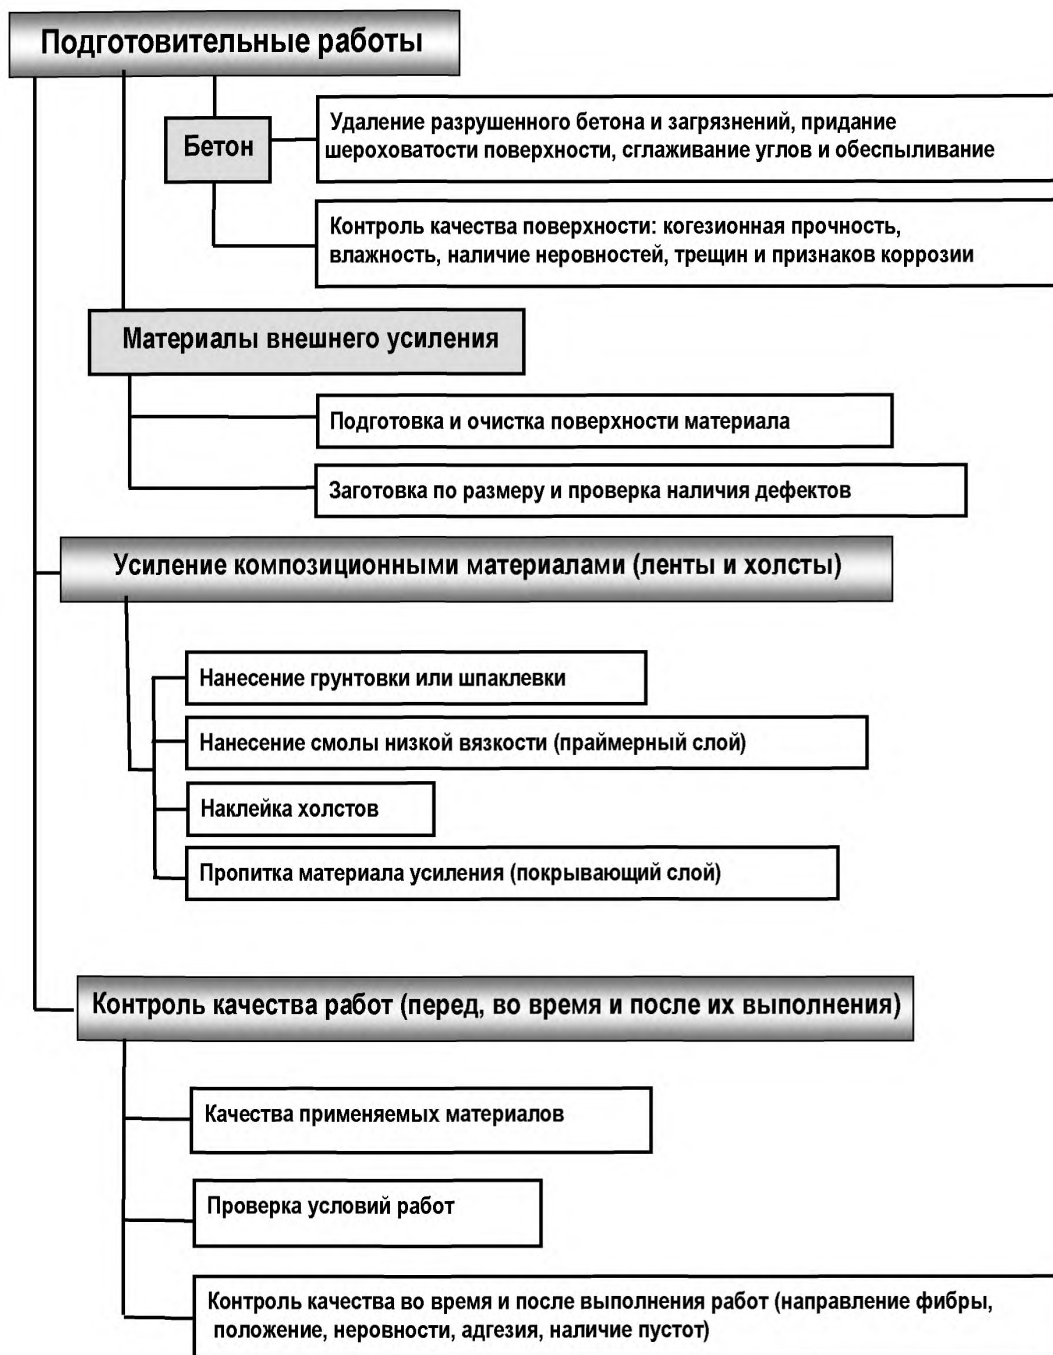 Подготовительные работы
Бетон
Удаление разрушенного бетона и загрязнений, придание
шероховатости поверхности, сглаживание углов и обеспыливание
Контроль качества поверхности: когезионная прочность,
влажность, наличие неровностей, трещин и признаков коррозии
Материалы внешнего усиления
Подготовка и очистка поверхности материала
Заготовка по размеру и проверка наличия дефектов
Усиление композиционными материалами (ленты и холсты)
Нанесение грунтовки или шпаклевки
Нанесение смолы низкой вязкости (праймерный слой)
Наклейка холстов
Пропитка материала усиления (покрывающий слой)
Контроль качества работ (перед, во время и после их выполнения)
Качества применяемых материалов
Проверка условий работ
Контроль качества во время и после выполнения работ (направление фибры,
положение, неровности, адгезия, наличие пустот)